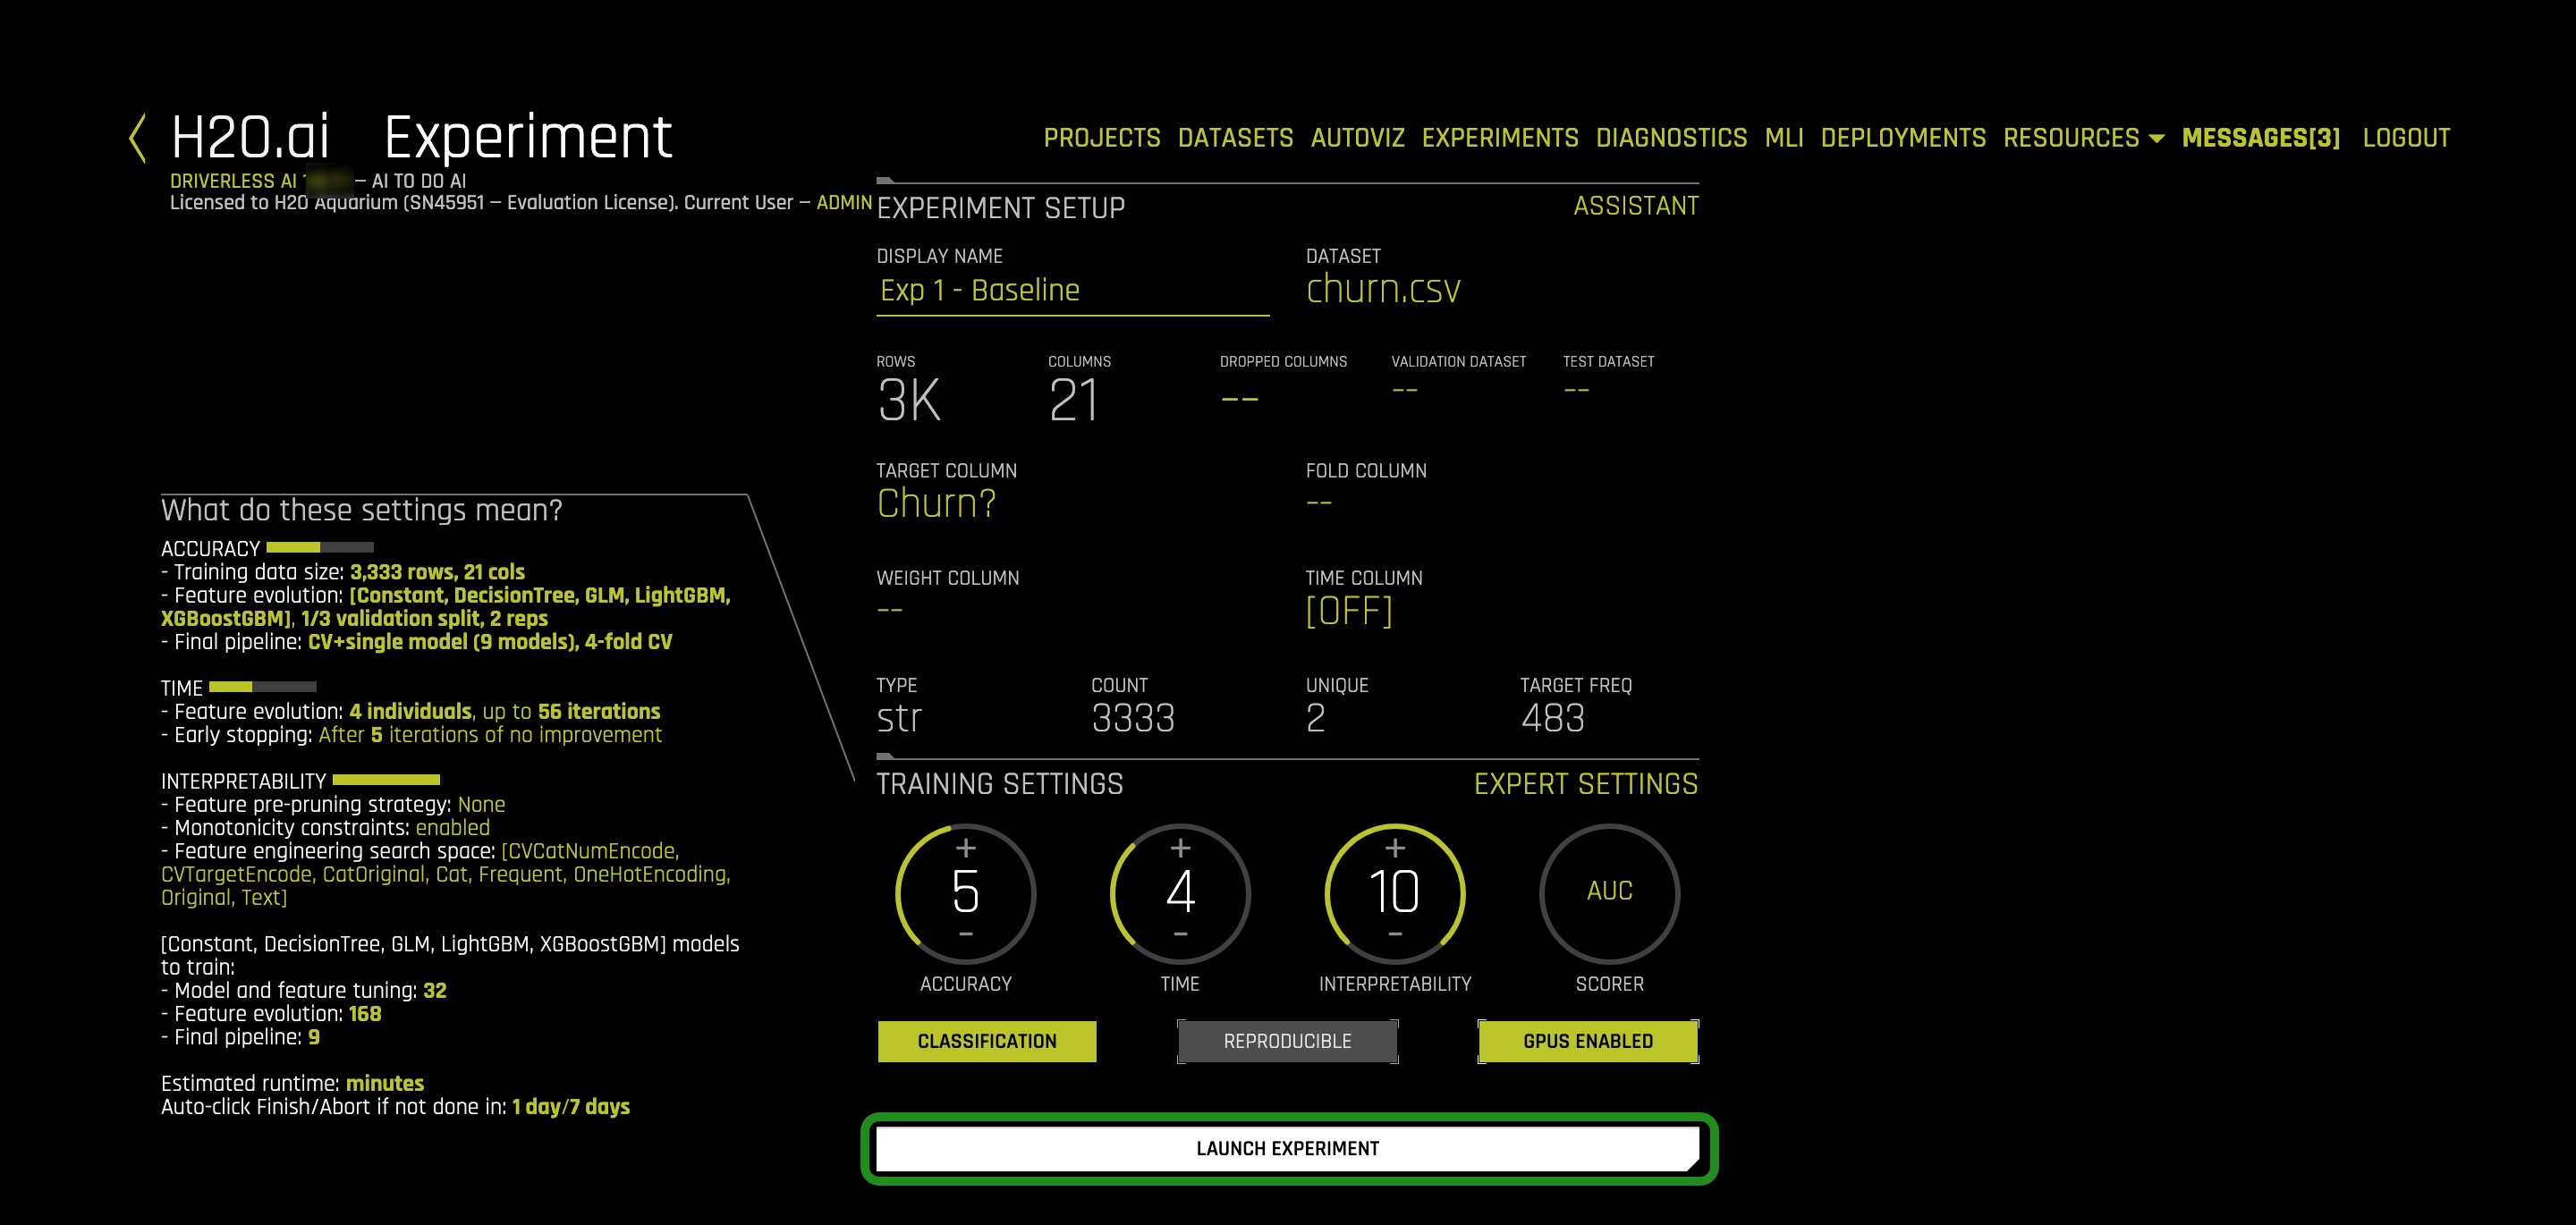 H2O.ai Experiment
DRIVERLESS AI — AI TO DO AI
Licensed to H2O Aquarium (SN45951 — Evaluation License). Current User — ADMIN
PROJECTS DATASETS AUTOVIZ EXPERIMENTS DIAGNOSTICS MLI DEPLOYMENTS RESOURCES MESSAGES[3] LOGOUT
What do these settings mean?
ACCURACY
- Training data size: 3,333 rows, 21 cols
- Feature evolution: [Constant, DecisionTree, GLM, LightGBM,
XGBoostGBM], 1/3 validation split, 2 reps
- Final pipeline: CV+single model (9 models), 4-fold CV
TIME
- Feature evolution: 4 individuals, up to 56 iterations
- Early stopping: After 5 iterations of no improvement
INTERPRETABILITY
- Feature pre-pruning strategy: None
- Monotonicity constraints: enabled
- Feature engineering search space: [CVCatNumEncode,
CVTargetEncode, CatOriginal, Cat, Frequent, OneHotEncoding,
Original, Text]
[Constant, DecisionTree, GLM, LightGBM, XGBoostGBM] models
to train:
- Model and feature tuning: 32
- Feature evolution: 168
- Final pipeline: 9
Estimated runtime: minutes
Auto-click Finish/Abort if not done in: 1 day/7 days
EXPERIMENT SETUP ASSISTANT
DISPLAY NAME DATASET
Exp 1 - Baseline churn.csv
ROWS COLUMNS DROPPED COLUMNS VALIDATION DATASET TEST DATASET
3K 21 -- -- --
TARGET COLUMN FOLD COLUMN
Churn? --
WEIGHT COLUMN TIME COLUMN
-- [OFF]
TYPE COUNT UNIQUE TARGET FREQ
str 3333 2 483
TRAINING SETTINGS EXPERT SETTINGS
+ + +
5 4 10 AUC
- - -
ACCURACY TIME INTERPRETABILITY SCORER
CLASSIFICATION REPRODUCIBLE GPUS ENABLED
LAUNCH EXPERIMENT